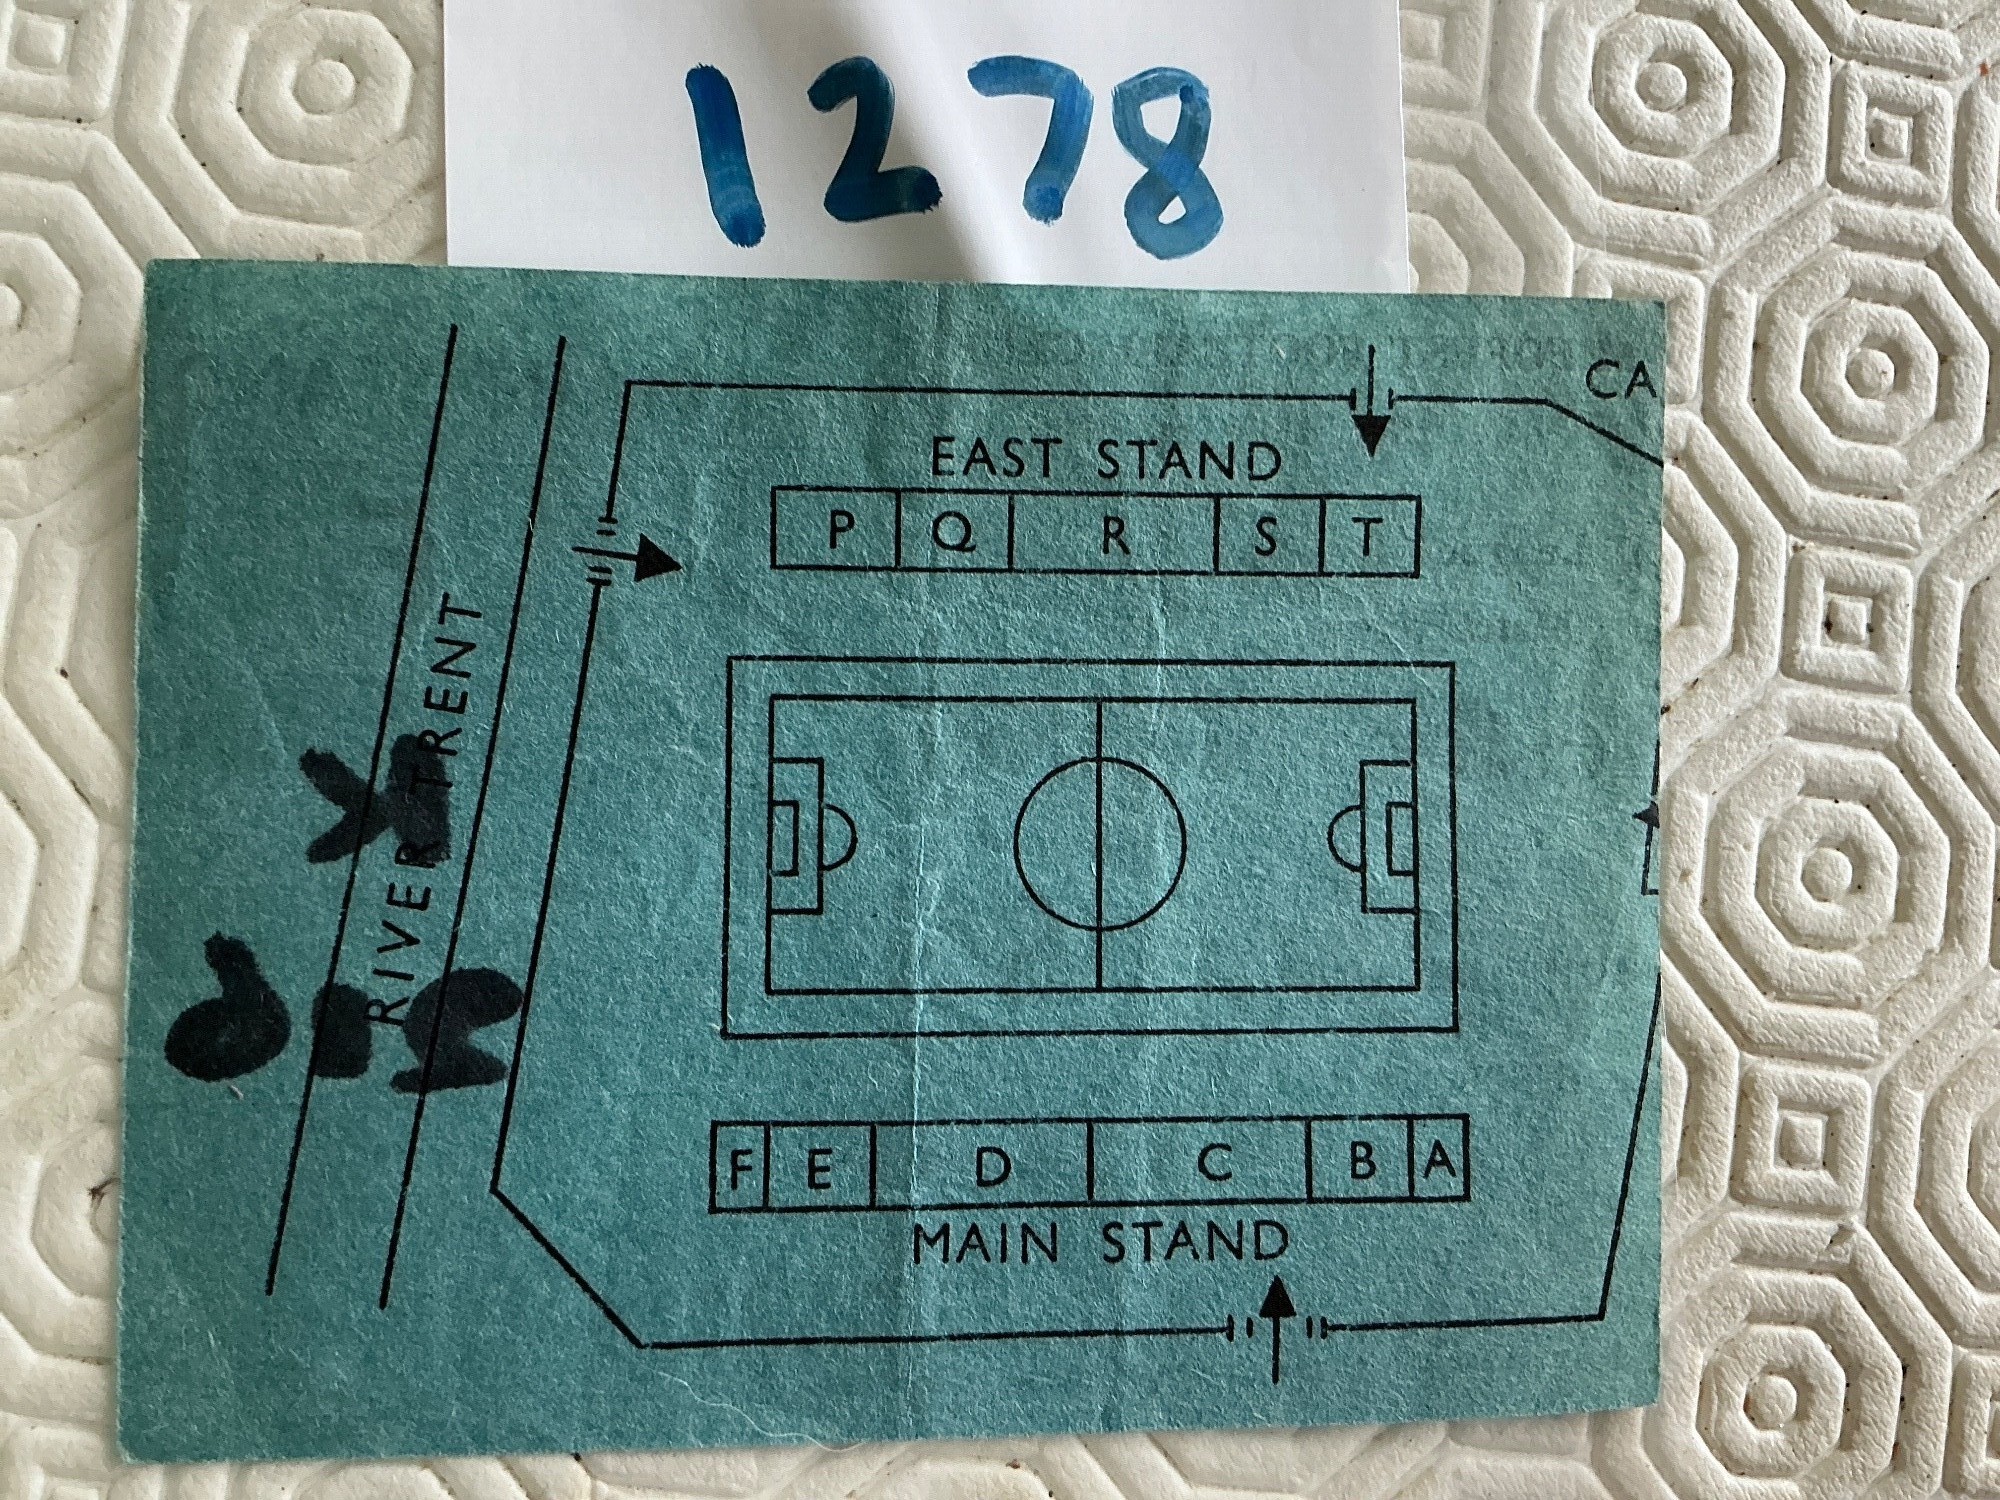 1278
CA
EAST STAND
P Q R S T
RIVER TRENT
F E D C B A
MAIN STAND